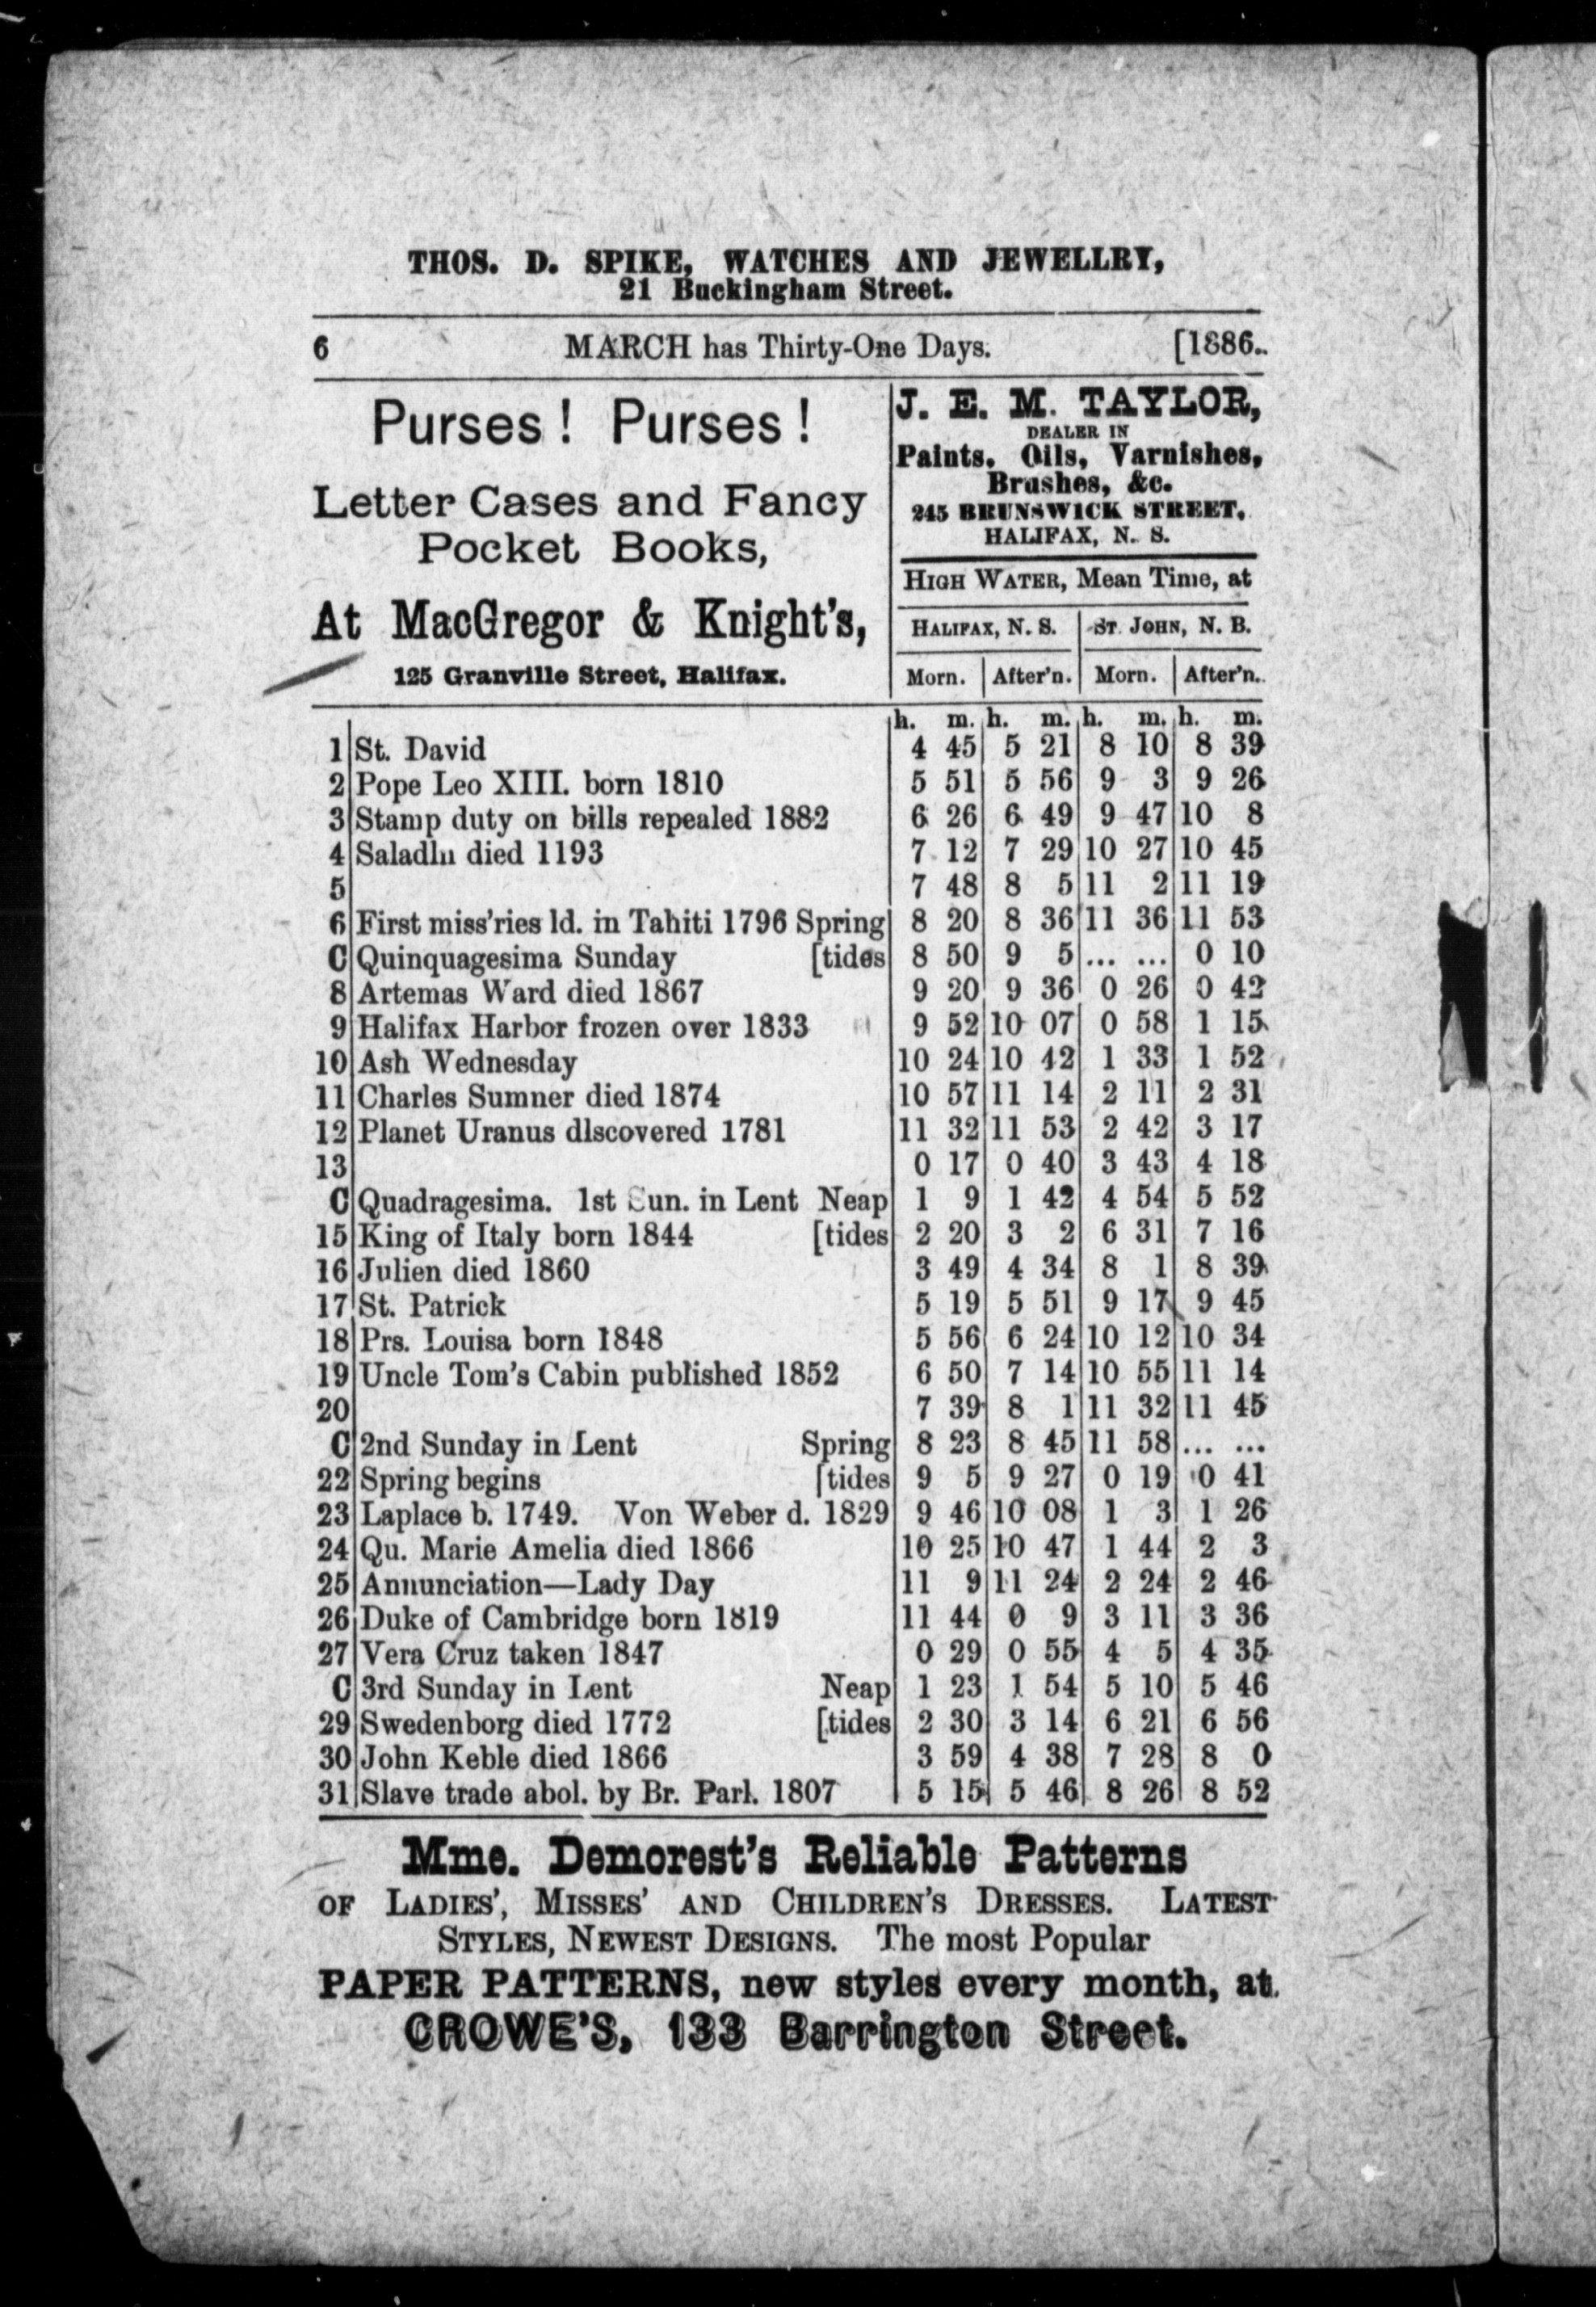 THOS. D. SPIKE, WATCHES AND JEWELLRY,
21 Buckingham Street.
6 MARCH has Thirty-One Days. [1886..
Purses! Purses!
Letter Cases and Fancy
Pocket Books,
At MacGregor & Knight's,
125 Granville Street, Halifax.
J. E. M. TAYLOR,
DEALER IN
Paints. Oils, Varnishes,
Brushes, &c.
245 BRUNSWICK STREET,
HALIFAX, N. S.
HIGH WATER, Mean Time, at
HALIFAX, N. S. ST. JOHN, N. B.
Morn. After'n. Morn. After'n.
h. m. h. m. h. m. h. m.
1 St. David 4 45 5 21 8 10 8 39
2 Pope Leo XIII. born 1810 5 51 5 56 9 3 9 26
3 Stamp duty on bills repealed 1882 6 26 6 49 9 47 10 8
4 Saladin died 1193 7 12 7 29 10 27 10 45
5 7 48 8 5 11 2 11 19
6 First miss'ries ld. in Tahiti 1796 Spring 8 20 8 36 11 36 11 53
C Quinquagesima Sunday [tides 8 50 9 5 ... ... 0 10
8 Artemas Ward died 1867 9 20 9 36 0 26 0 42
9 Halifax Harbor frozen over 1833 9 52 10 07 0 58 1 15
10 Ash Wednesday 10 24 10 42 1 33 1 52
11 Charles Sumner died 1874 10 57 11 14 2 11 2 31
12 Planet Uranus dlscovered 1781 11 32 11 53 2 42 3 17
13 0 17 0 40 3 43 4 18
C Quadragesima. 1st Sun. in Lent Neap 1 9 1 42 4 54 5 52
15 King of Italy born 1844 [tides 2 20 3 2 6 31 7 16
16 Julien died 1860 3 49 4 34 8 1 8 39
17 St. Patrick 5 19 5 51 9 17 9 45
18 Prs. Louisa born 1848 5 56 6 24 10 12 10 34
19 Uncle Tom's Cabin published 1852 6 50 7 14 10 55 11 14
20 7 39 8 1 11 32 11 45
C 2nd Sunday in Lent Spring 8 23 8 45 11 58 ... ...
22 Spring begins [tides 9 5 9 27 0 19 0 41
23 Laplace b. 1749. Von Weber d. 1829 9 46 10 08 1 3 1 26
24 Qu. Marie Amelia died 1866 10 25 10 47 1 44 2 3
25 Annunciation—Lady Day 11 9 11 24 2 24 2 46
26 Duke of Cambridge born 1819 11 44 0 9 3 11 3 36
27 Vera Cruz taken 1847 0 29 0 55 4 5 4 35
C 3rd Sunday in Lent Neap 1 23 1 54 5 10 5 46
29 Swedenborg died 1772 [tides 2 30 3 14 6 21 6 56
30 John Keble died 1866 3 59 4 38 7 28 8 0
31 Slave trade abol. by Br. Parl. 1807 5 15 5 46 8 26 8 52
Mme. Demorest's Reliable Patterns
OF LADIES', MISSES' AND CHILDREN'S DRESSES. LATEST
STYLES, NEWEST DESIGNS. The most Popular
PAPER PATTERNS, new styles every month, at
CROWE'S, 133 Barrington Street.